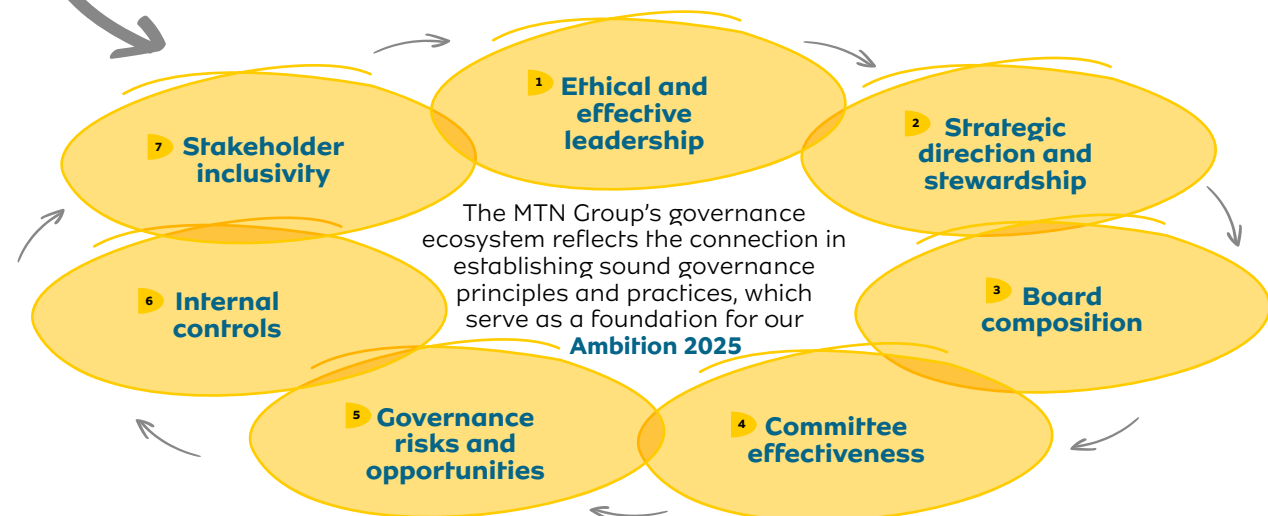 1 Ethical and
effective
leadership
2 Strategic
direction and
stewardship
3 Board
composition
4 Committee
effectiveness
5 Governance
risks and
opportunities
6 Internal
controls
7 Stakeholder
inclusivity
The MTN Group’s governance
ecosystem reflects the connection in
establishing sound governance
principles and practices, which
serve as a foundation for our
Ambition 2025